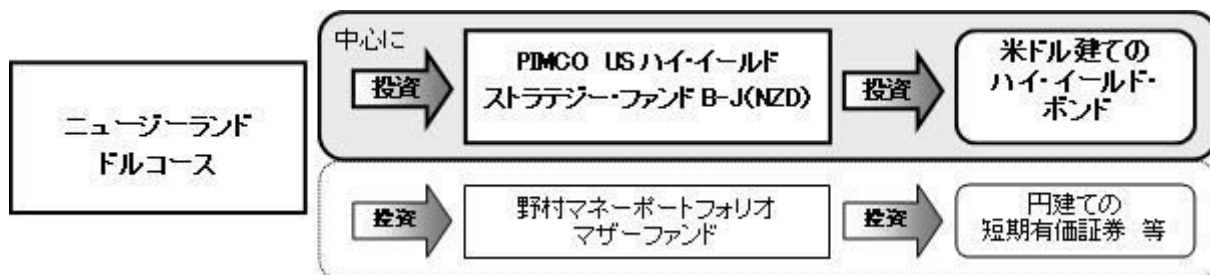 ニュージーランド
ドルコース
中心に
投資
PIMCO USハイ・イールド
ストラテジー・ファンド B-J(NZD)
投資
米ドル建ての
ハイ・イールド・
ボンド
投資
野村マネーポートフォリオ
マザーファンド
投資
円建ての
短期有価証券 等